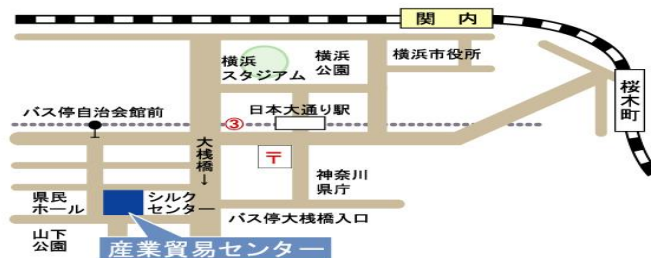 関内
横浜
スタジアム
横浜
公園
横浜市役所
桜木町
バス停自治会館前
③
日本大通り駅
大桟橋↓
〒
神奈川
県庁
県民
ホール
シルク
センター
バス停大桟橋入口
山下
公園
産業貿易センター